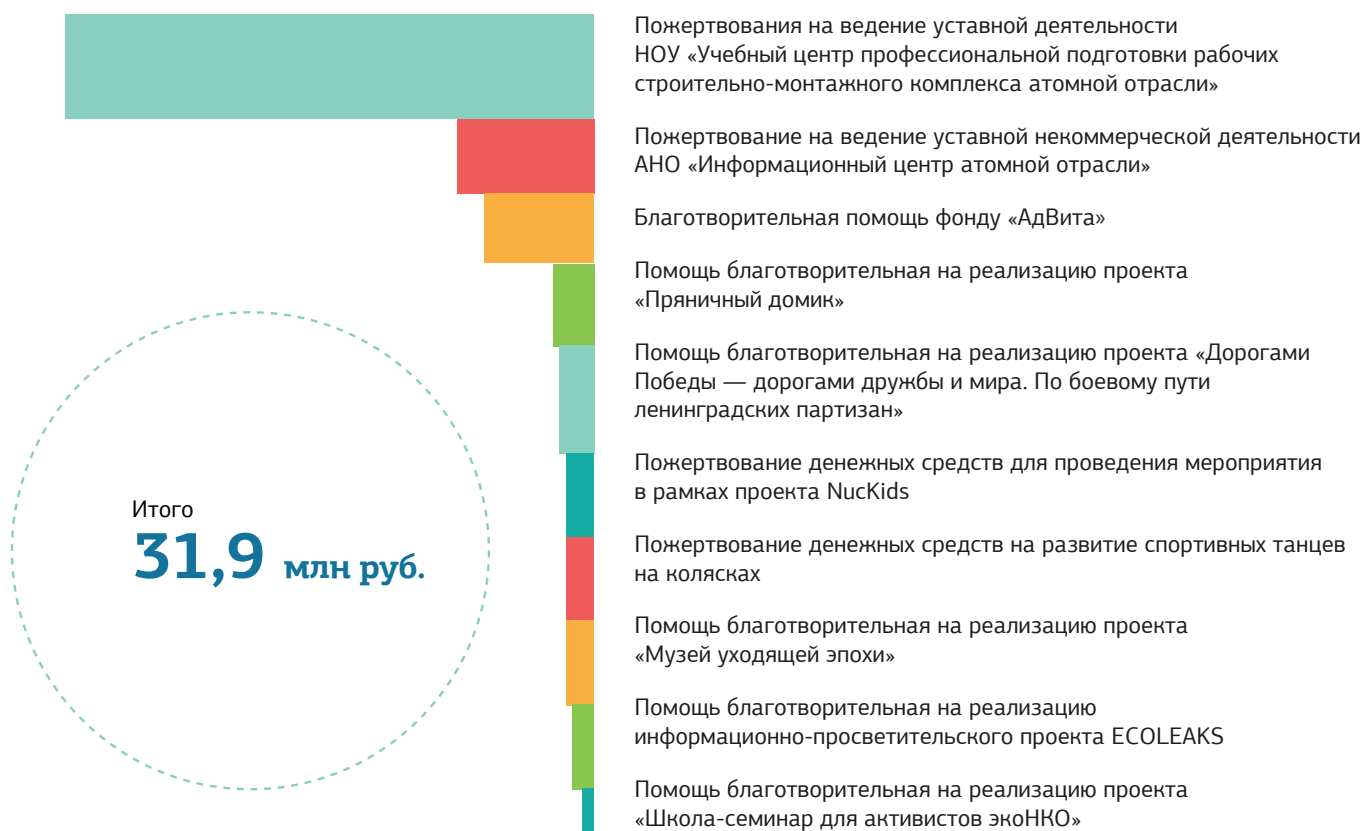 Пожертвования на ведение уставной деятельности
НОУ «Учебный центр профессиональной подготовки рабочих
строительно-монтажного комплекса атомной отрасли»
Пожертвование на ведение уставной некоммерческой деятельности
АНО «Информационный центр атомной отрасли»
Благотворительная помощь фонду «АдВита»
Помощь благотворительная на реализацию проекта
«Пряничный домик»
Помощь благотворительная на реализацию проекта «Дорогами
Победы — дорогами дружбы и мира. По боевому пути
ленинградских партизан»
Пожертвование денежных средств для проведения мероприятия
в рамках проекта NucKids
Пожертвование денежных средств на развитие спортивных танцев
на колясках
Помощь благотворительная на реализацию проекта
«Музей уходящей эпохи»
Помощь благотворительная на реализацию
информационно-просветительского проекта ECOLEAKS
Помощь благотворительная на реализацию проекта
«Школа-семинар для активистов экоНКО»
Итого
31,9 млн руб.